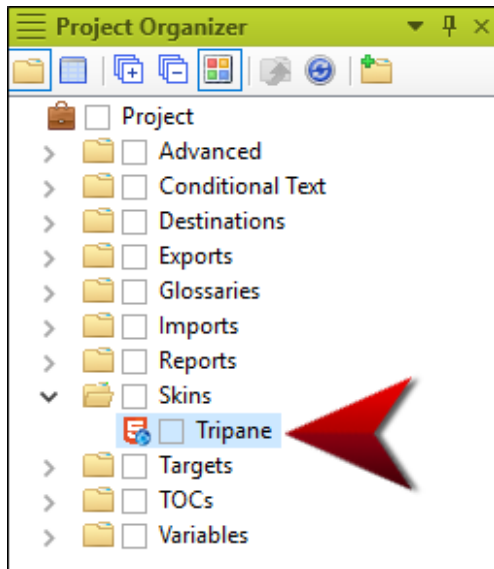 Project Organizer
Project
Advanced
Conditional Text
Destinations
Exports
Glossaries
Imports
Reports
Skins
Tripane
Targets
TOCs
Variables